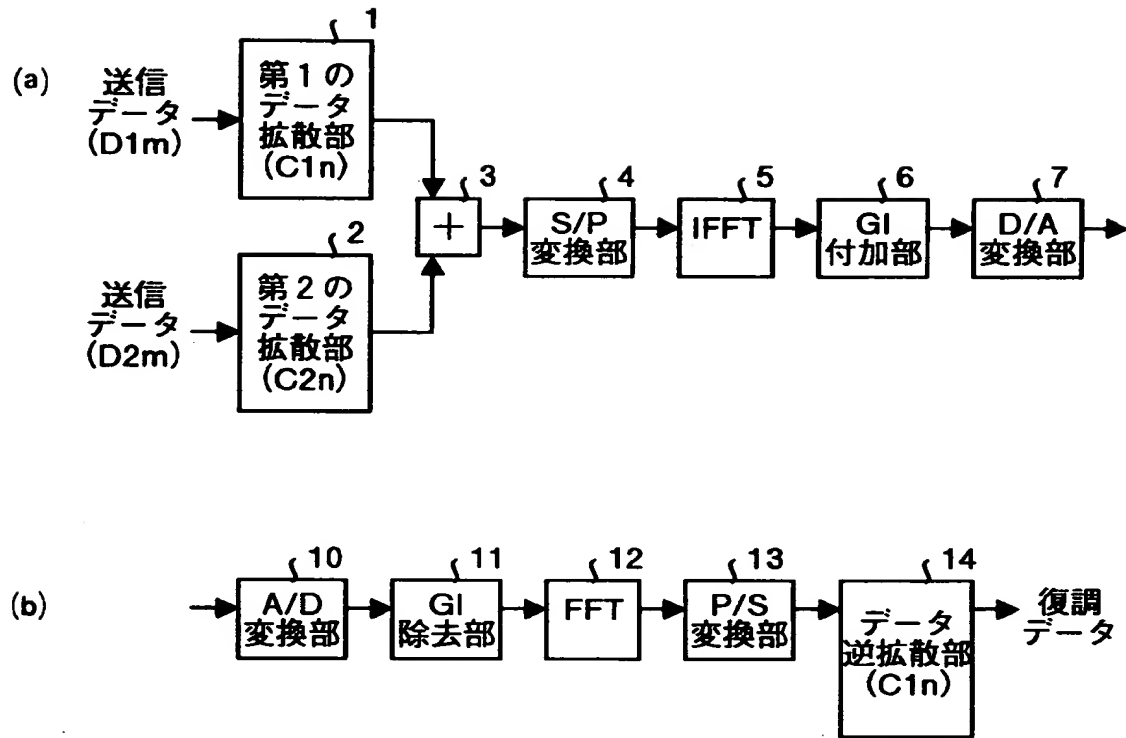 (a)
送信
データ
(D1m)
1
第1の
データ
拡散部
(C1n)
送信
データ
(D2m)
2
第2の
データ
拡散部
(C2n)
3
+
4
S/P
変換部
5
IFFT
6
GI
付加部
7
D/A
変換部
(b)
10
A/D
変換部
11
GI
除去部
12
FFT
13
P/S
変換部
14
データ
逆拡散部
(C1n)
復調
データ